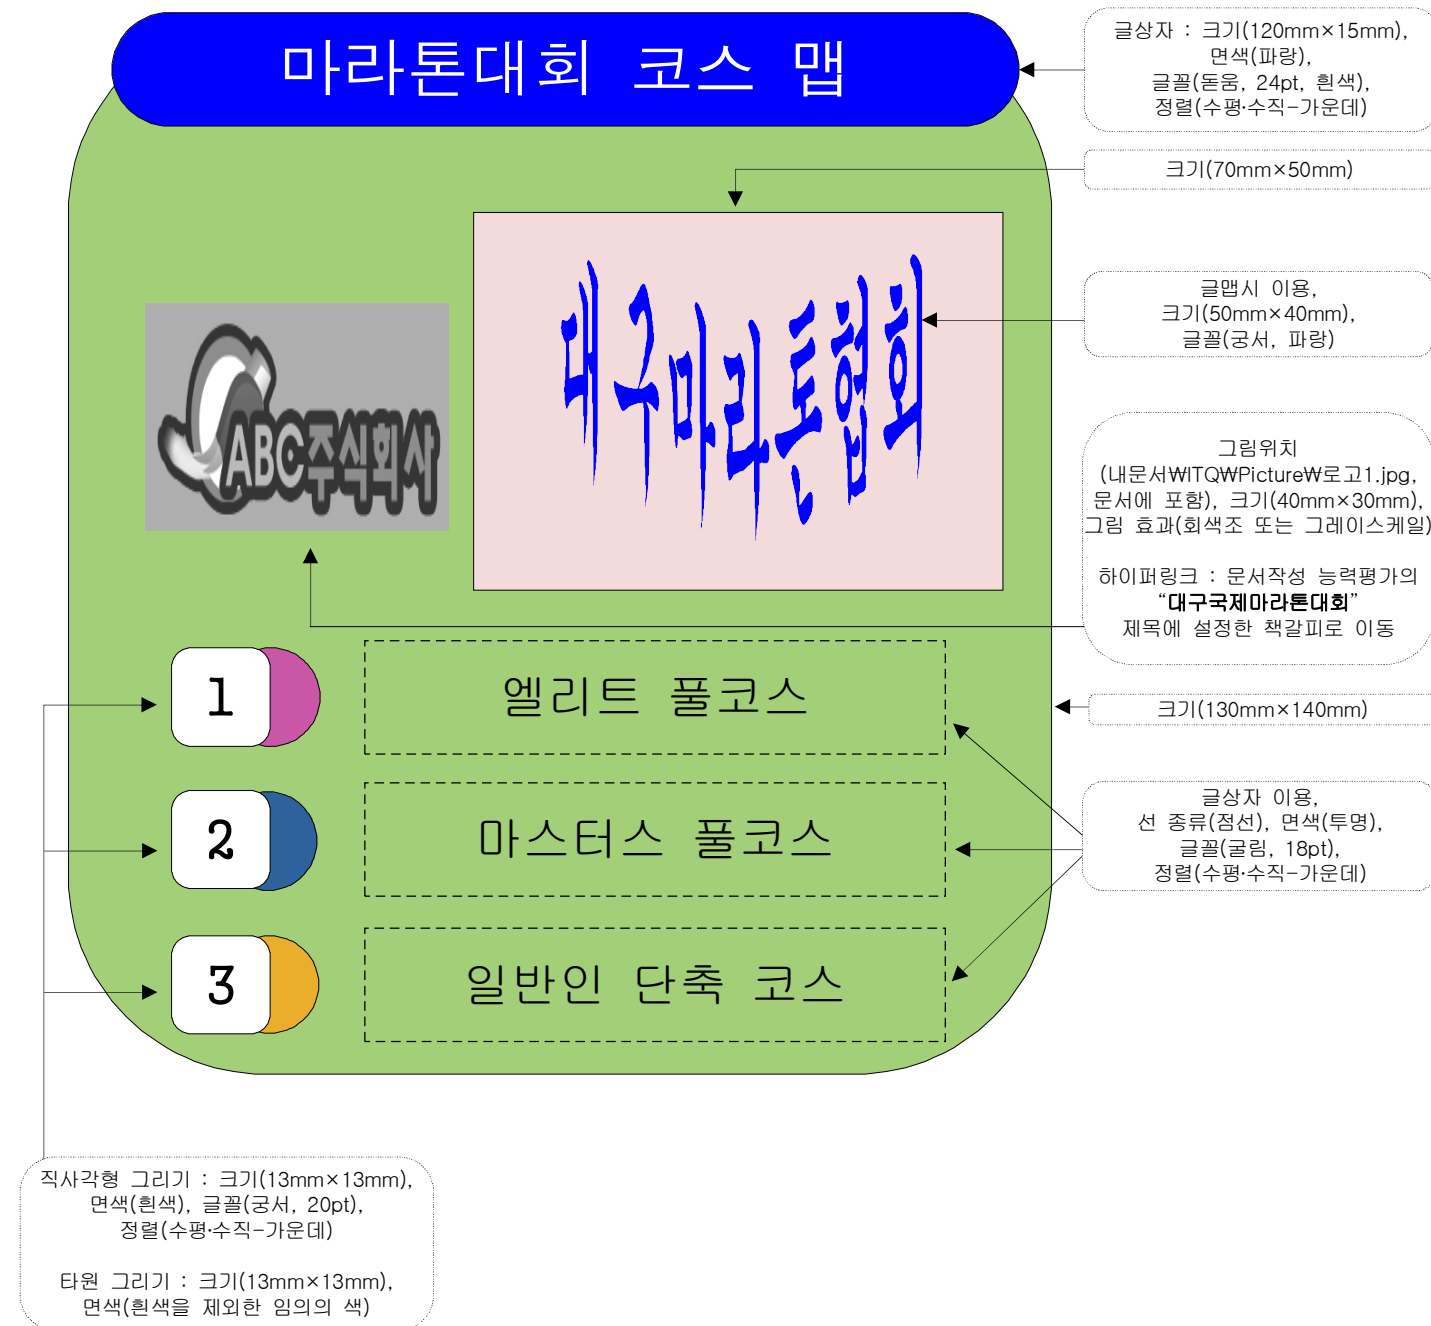 마라톤대회 코스 맵
글상자 : 크기(120mm×15mm),
면색(파랑),
글꼴(돋움, 24pt, 흰색),
정렬(수평·수직-가운데)
크기(70mm×50mm)
대구마라톤협회
글맵시 이용,
크기(50mm×40mm),
글꼴(궁서, 파랑)
ABC주식회사
그림위치
(내문서₩ITQ₩Picture₩로고1.jpg,
문서에 포함), 크기(40mm×30mm),
그림 효과(회색조 또는 그레이스케일)
하이퍼링크 : 문서작성 능력평가의
“대구국제마라톤대회”
제목에 설정한 책갈피로 이동
1
엘리트 풀코스
크기(130mm×140mm)
2
마스터스 풀코스
글상자 이용,
선 종류(점선), 면색(투명),
글꼴(굴림, 18pt),
정렬(수평·수직-가운데)
3
일반인 단축 코스
직사각형 그리기 : 크기(13mm×13mm),
면색(흰색), 글꼴(궁서, 20pt),
정렬(수평·수직-가운데)
타원 그리기 : 크기(13mm×13mm),
면색(흰색을 제외한 임의의 색)